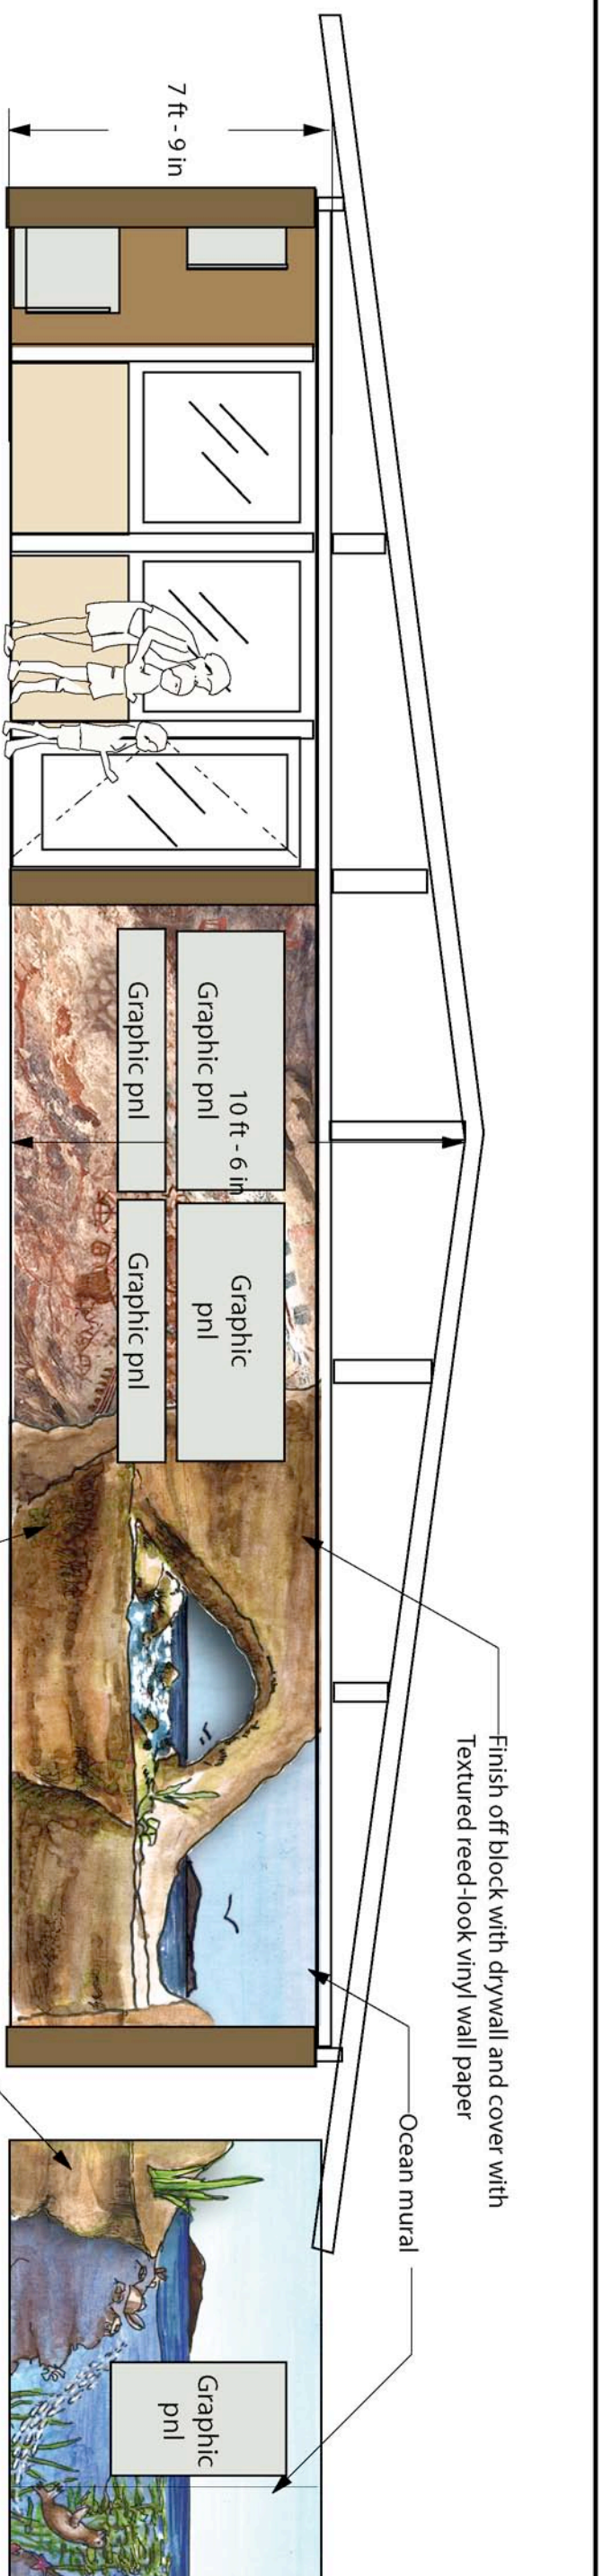 7 ft - 9 in
Graphic pnl
10 ft - 6 in
Graphic pnl
Graphic
pnl
Graphic pnl
Finish off block with drywall and cover with
Textured reed-look vinyl wall paper
Ocean mural
Graphic
pnl